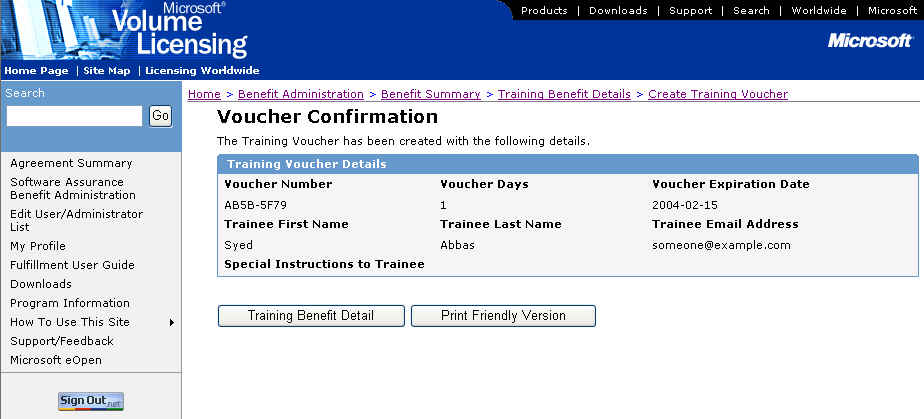 Microsoft®
Volume
Licensing
Products | Downloads | Support | Search | Worldwide | Microsoft
Microsoft
Home Page | Site Map | Licensing Worldwide
Search
Go
Agreement Summary
Software Assurance
Benefit Administration
Edit User/Administrator
List
My Profile
Fulfillment User Guide
Downloads
Program Information
How To Use This Site
Support/Feedback
Microsoft eOpen
Sign Out .net
Home > Benefit Administration > Benefit Summary > Training Benefit Details > Create Training Voucher
Voucher Confirmation
The Training Voucher has been created with the following details.
Training Voucher Details
Voucher Number Voucher Days Voucher Expiration Date
AB5B-5F79 1 2004-02-15
Trainee First Name Trainee Last Name Trainee Email Address
Syed Abbas someone@example.com
Special Instructions to Trainee
Training Benefit Detail Print Friendly Version